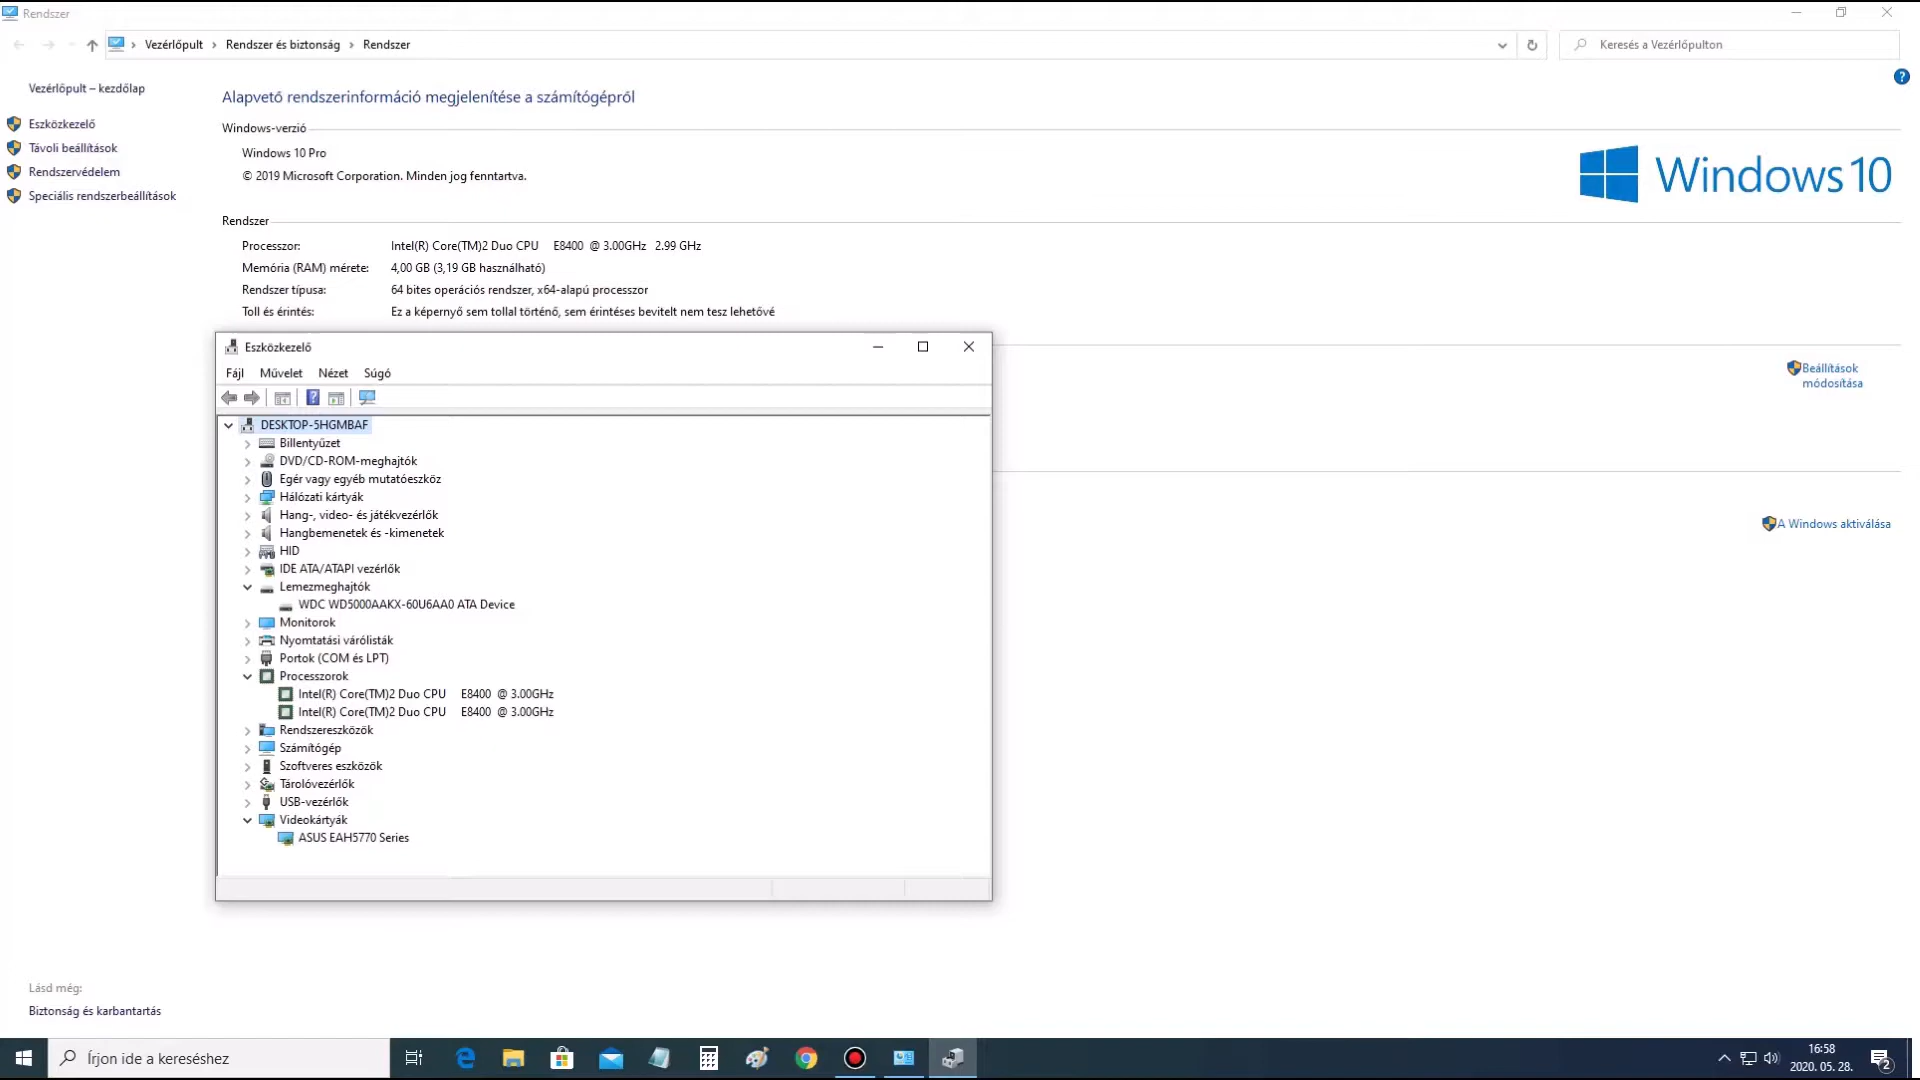 Rendszer
Vezérlőpult › Rendszer és biztonság › Rendszer
Keresés a Vezérlőpulton
Vezérlőpult – kezdőlap
Eszközkezelő
Távoli beállítások
Rendszervédelem
Speciális rendszerbeállítások
Alapvető rendszerinformáció megjelenítése a számítógépről
Windows-verzió
Windows 10 Pro
© 2019 Microsoft Corporation. Minden jog fenntartva.
Windows 10
Rendszer
Processzor: Intel(R) Core(TM)2 Duo CPU E8400 @ 3.00GHz 2.99 GHz
Memória (RAM) mérete: 4,00 GB (3,19 GB használható)
Rendszer típusa: 64 bites operációs rendszer, x64-alapú processzor
Toll és érintés: Ez a képernyő sem tollal történő, sem érintéses bevitelt nem tesz lehetővé
Beállítások
módosítása
A Windows aktiválása
Eszközkezelő
Fájl Művelet Nézet Súgó
DESKTOP-5HGMBAF
Billentyűzet
DVD/CD-ROM-meghajtók
Egér vagy egyéb mutatóeszköz
Hálózati kártyák
Hang-, video- és játékvezérlők
Hangbemenetek és -kimenetek
HID
IDE ATA/ATAPI vezérlők
Lemezmeghajtók
WDC WD5000AAKX-60U6AA0 ATA Device
Monitorok
Nyomtatási várólisták
Portok (COM és LPT)
Processzorok
Intel(R) Core(TM)2 Duo CPU E8400 @ 3.00GHz
Intel(R) Core(TM)2 Duo CPU E8400 @ 3.00GHz
Rendszereszközök
Számítógép
Szoftveres eszközök
Tárolóvezérlők
USB-vezérlők
Videokártyák
ASUS EAH5770 Series
Lásd még:
Biztonság és karbantartás
Írjon ide a kereséshez
16:58
2020. 05. 28.
2